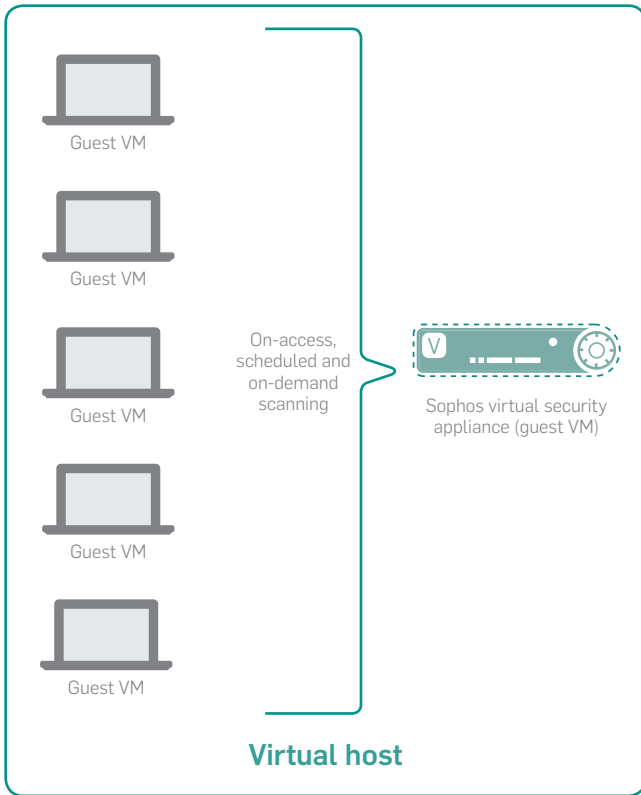 Guest VM
Guest VM
Guest VM
Guest VM
Guest VM
On-access,
scheduled and
on-demand
scanning
V
Sophos virtual security
appliance (guest VM)
Virtual host